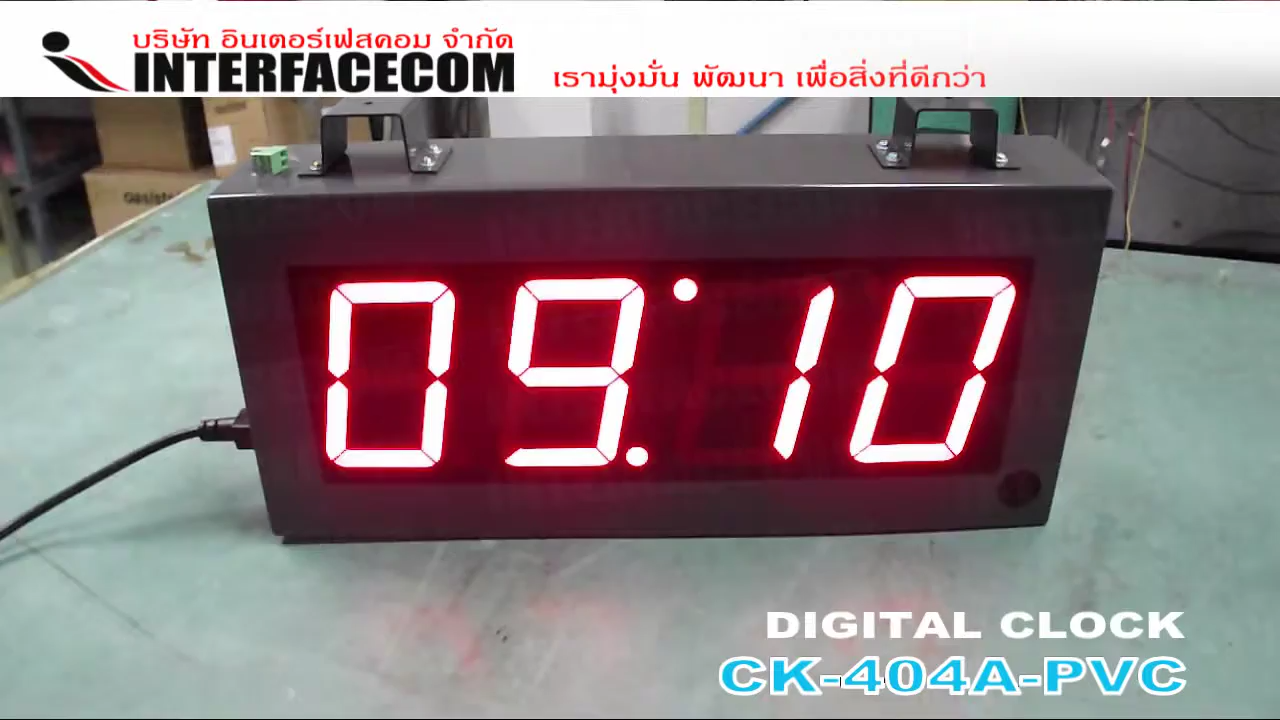 บริษัท อินเตอร์เฟสคอม จำกัด
INTERFACECOM
เรามุ่งมั่น พัฒนา เพื่อสิ่งที่ดีกว่า
09:10
DIGITAL CLOCK
CK-404A-PVC